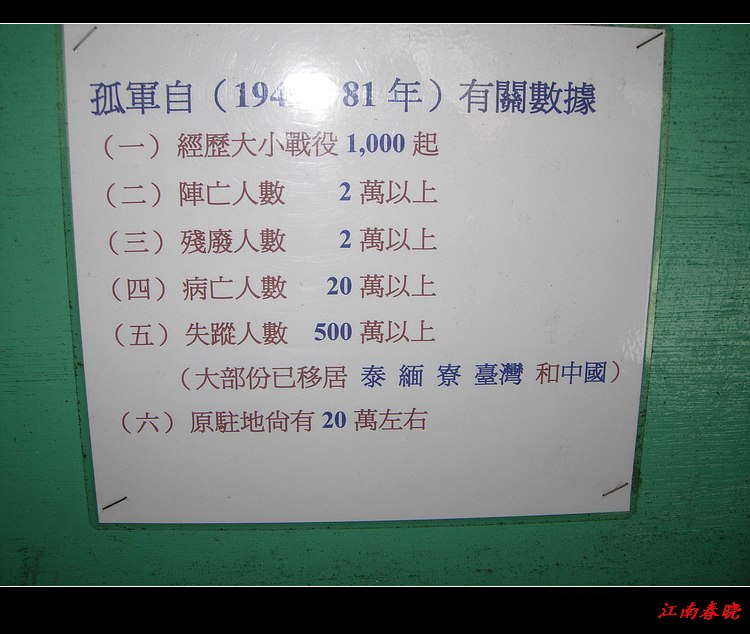 孤軍自（194 81 年）有關數據
（一）經歷大小戰役 1,000 起
（二）陣亡人數 2 萬以上
（三）殘廢人數 2 萬以上
（四）病亡人數 20 萬以上
（五）失蹤人數 500 萬以上
（大部份已移居 泰 緬 寮 臺灣 和中國）
（六）原駐地尚有 20 萬左右
江南春晓